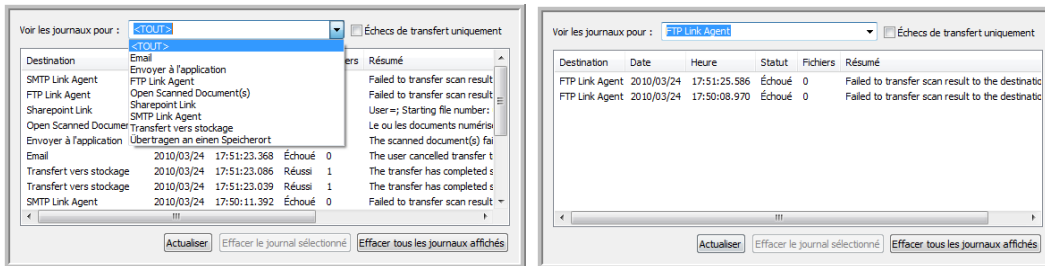 Voir les journaux pour : <TOUT> Échecs de transfert uniquement
<TOUT>
Email
Envoyer à l'application
FTP Link Agent
Open Scanned Document(s)
Sharepoint Link
SMTP Link Agent
Transfert vers stockage
Übertragen an einen Speicherort
Destination ers Résumé
SMTP Link Agent Failed to transfer scan result
FTP Link Agent Failed to transfer scan result
Sharepoint Link User=; Starting file number:
Open Scanned Documen Le ou les documents numéris
Envoyer à l'application The scanned document(s) fai
Email 2010/03/24 17:51:23.368 Échoué 0 The user cancelled transfer t
Transfert vers stockage 2010/03/24 17:51:23.086 Réussi 1 The transfer has completed s
Transfert vers stockage 2010/03/24 17:51:23.039 Réussi 1 The transfer has completed s
SMTP Link Agent 2010/03/24 17:50:11.392 Échoué 0 Failed to transfer scan result
Actualiser Effacer le journal sélectionné Effacer tous les journaux affichés
Voir les journaux pour : FTP Link Agent Échecs de transfert uniquement
Destination Date Heure Statut Fichiers Résumé
FTP Link Agent 2010/03/24 17:51:25.586 Échoué 0 Failed to transfer scan result to the destinatic
FTP Link Agent 2010/03/24 17:50:08.970 Échoué 0 Failed to transfer scan result to the destinatic
Actualiser Effacer le journal sélectionné Effacer tous les journaux affichés